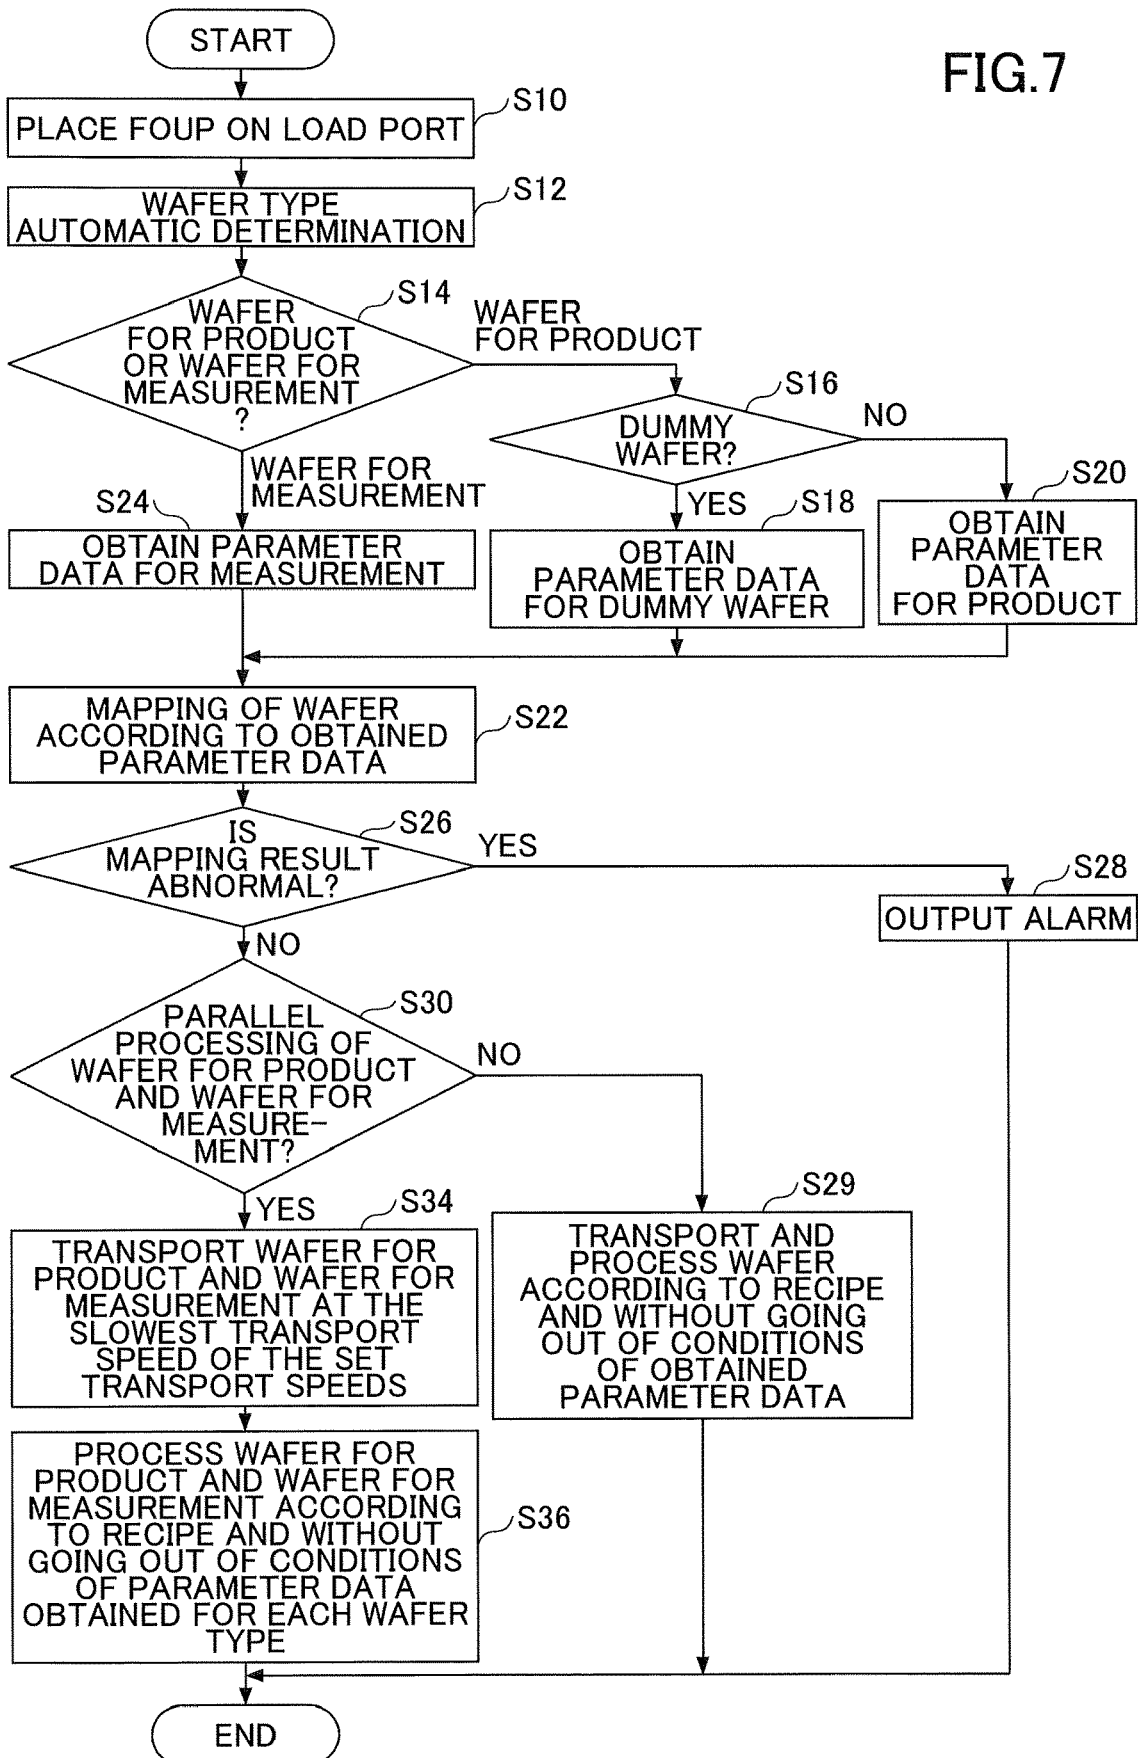 START
FIG.7
S10
PLACE FOUP ON LOAD PORT
S12
WAFER TYPE
AUTOMATIC DETERMINATION
S14
WAFER
FOR PRODUCT
OR WAFER FOR
MEASUREMENT
?
WAFER
FOR PRODUCT
S16
DUMMY
WAFER?
NO
WAFER FOR
MEASUREMENT
YES
S24
OBTAIN PARAMETER
DATA FOR MEASUREMENT
S18
OBTAIN
PARAMETER DATA
FOR DUMMY WAFER
S20
OBTAIN
PARAMETER
DATA
FOR PRODUCT
S22
MAPPING OF WAFER
ACCORDING TO OBTAINED
PARAMETER DATA
S26
IS
MAPPING RESULT
ABNORMAL?
YES
S28
OUTPUT ALARM
NO
S30
PARALLEL
PROCESSING OF
WAFER FOR PRODUCT
AND WAFER FOR
MEASURE-
MENT?
NO
YES
S34
TRANSPORT WAFER FOR
PRODUCT AND WAFER FOR
MEASUREMENT AT THE
SLOWEST TRANSPORT
SPEED OF THE SET
TRANSPORT SPEEDS
S29
TRANSPORT AND
PROCESS WAFER
ACCORDING TO RECIPE
AND WITHOUT GOING
OUT OF CONDITIONS
OF OBTAINED
PARAMETER DATA
S36
PROCESS WAFER FOR
PRODUCT AND WAFER FOR
MEASUREMENT ACCORDING
TO RECIPE AND WITHOUT
GOING OUT OF CONDITIONS
OF PARAMETER DATA
OBTAINED FOR EACH WAFER
TYPE
END